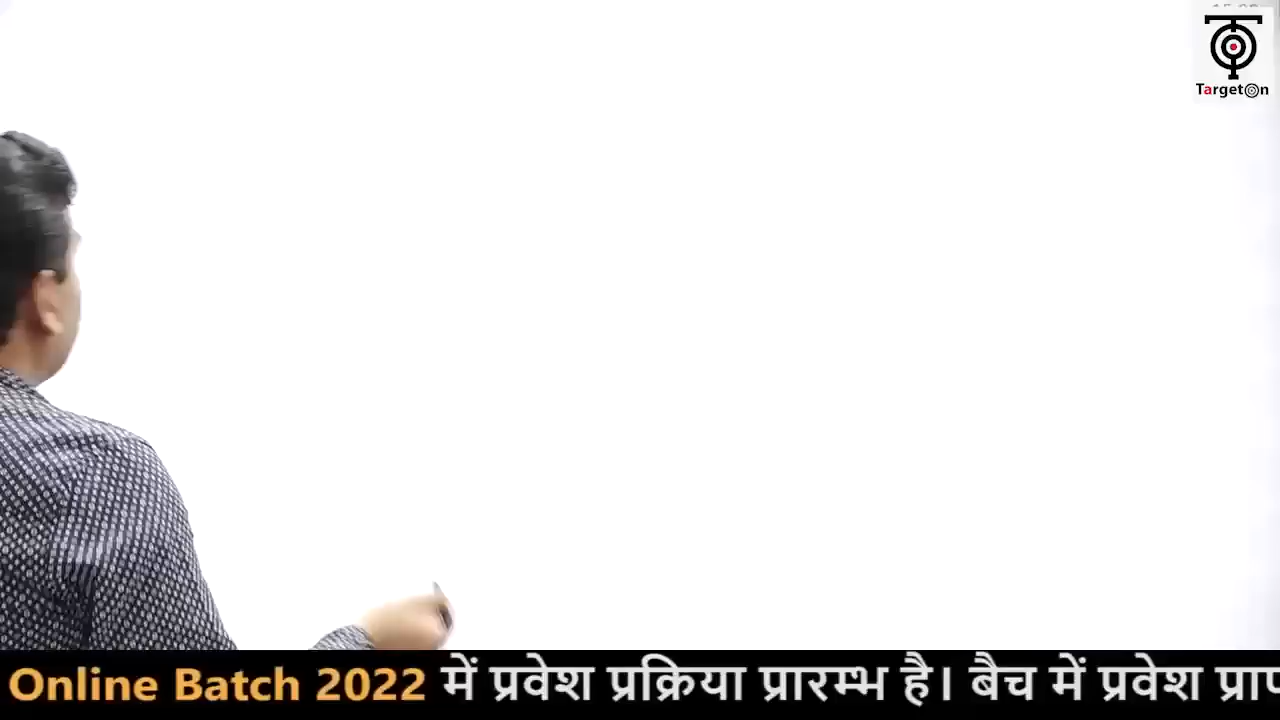 TargetOn
Online Batch 2022 में प्रवेश प्रक्रिया प्रारम्भ है। बैच में प्रवेश